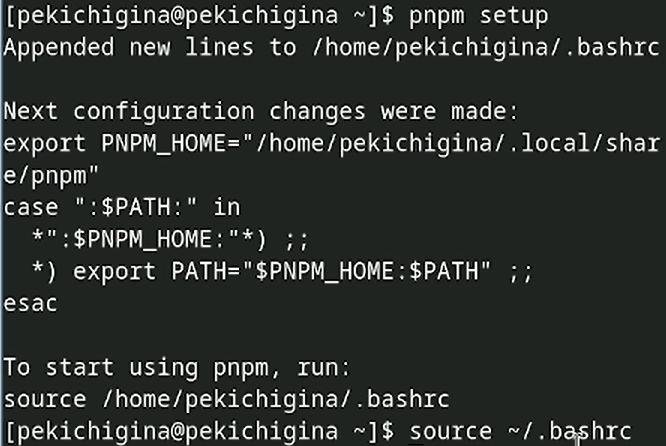 [pekichigina@pekichigina ~]$ pnpm setup
Appended new lines to /home/pekichigina/.bashrc

Next configuration changes were made:
export PNPM_HOME="/home/pekichigina/.local/shar
e/pnpm"
case ":$PATH:" in
  *":$PNPM_HOME:"*) ;;
  *) export PATH="$PNPM_HOME:$PATH" ;;
esac

To start using pnpm, run:
source /home/pekichigina/.bashrc
[pekichigina@pekichigina ~]$ source ~/.bashrc